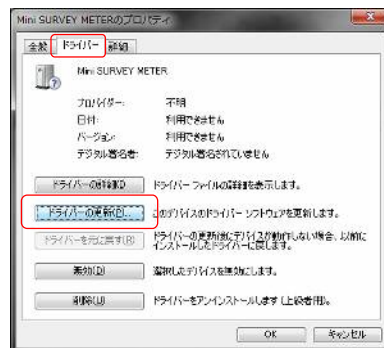 Mini SURVEY METERのプロパティ
全般 ドライバー 詳細
Mini SURVEY METER
プロバイダー: 不明
日付: 利用できません
バージョン: 利用できません
デジタル署名者: デジタル署名されていません
ドライバーの詳細(I) ドライバー ファイルの詳細を表示します。
ドライバーの更新(P)... このデバイスのドライバー ソフトウェアを更新します。
ドライバーを元に戻す(R) ドライバーの更新後にデバイスが動作しない場合、以前に
インストールしたドライバーに戻します。
無効(D) 選択したデバイスを無効にします。
削除(U) ドライバーをアンインストールします (上級者用)。
OK キャンセル